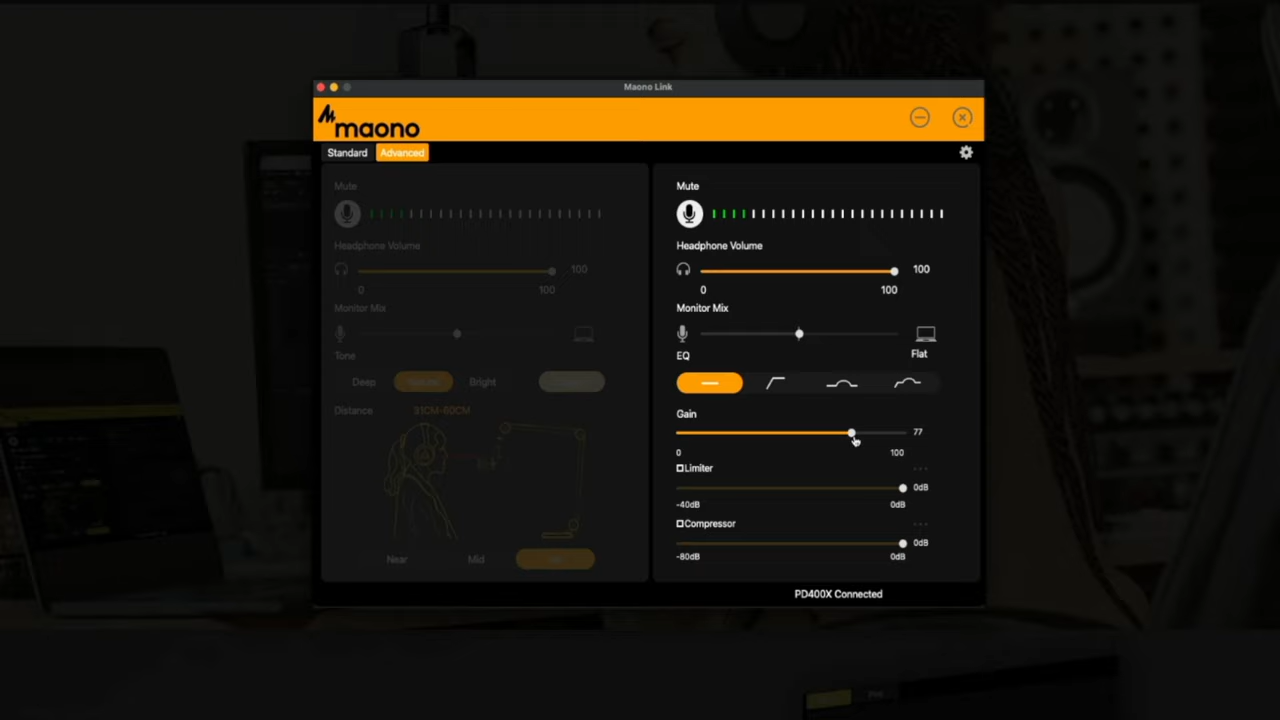 Maono Link
maono
Standard Advanced
Mute
Headphone Volume
100
0 100
Monitor Mix
Tone
Deep Bright
Distance 31CM-60CM
Near Mid
Mute
Headphone Volume
100
0 100
Monitor Mix
EQ Flat
Gain
77
0 100
Limiter
0dB
-40dB 0dB
Compressor
0dB
-80dB 0dB
PD400X Connected